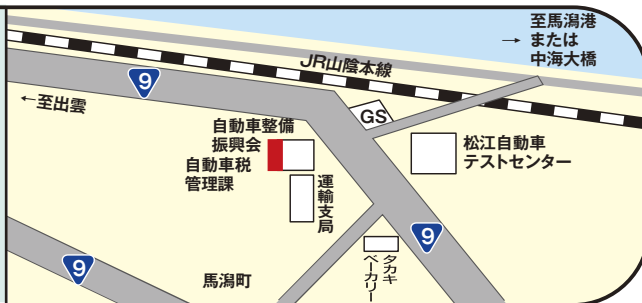 至馬潟港
→ または
中海大橋
JR山陰本線
9
←至出雲
GS
自動車整備
振興会
自動車税
管理課
松江自動車
テストセンター
運輸支局
9
タカキ
ベーカリー
9
馬潟町